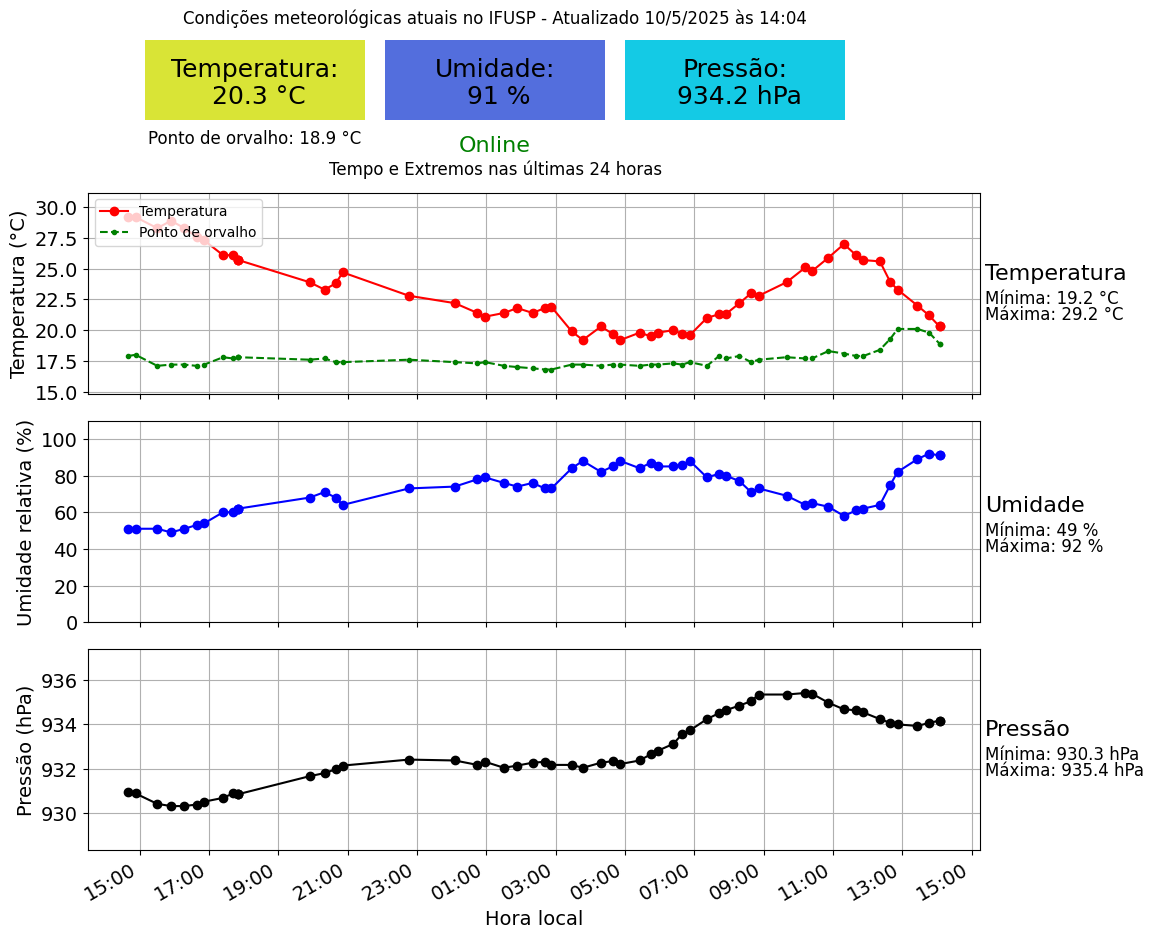 Condições meteorológicas atuais no IFUSP - Atualizado 10/5/2025 às 14:04
Temperatura:
20.3 °C
Umidade:
91 %
Pressão:
934.2 hPa
Ponto de orvalho: 18.9 °C
Online
Tempo e Extremos nas últimas 24 horas
Temperatura (°C)
30.0
27.5
25.0
22.5
20.0
17.5
15.0
Temperatura
Ponto de orvalho
Temperatura
Mínima: 19.2 °C
Máxima: 29.2 °C
Umidade relativa (%)
100
80
60
40
20
0
Umidade
Mínima: 49 %
Máxima: 92 %
Pressão (hPa)
936
934
932
930
Pressão
Mínima: 930.3 hPa
Máxima: 935.4 hPa
15:00 17:00 19:00 21:00 23:00 01:00 03:00 05:00 07:00 09:00 11:00 13:00 15:00
Hora local